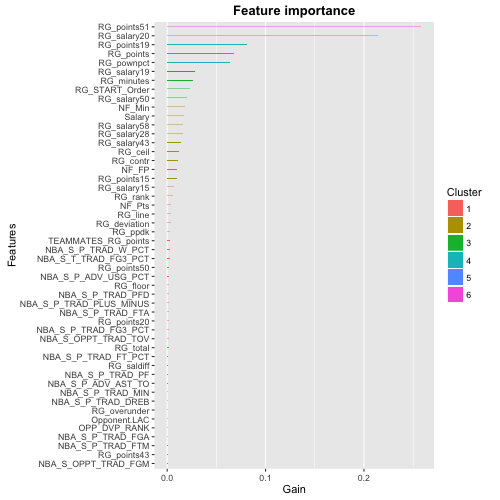 Feature importance
RG_points51
RG_salary20
RG_points19
RG_points
RG_pownpct
RG_salary19
RG_minutes
RG_START_Order
RG_salary50
NF_Min
Salary
RG_salary58
RG_salary28
RG_salary43
RG_ceil
RG_contr
NF_FP
RG_points15
RG_salary15
RG_rank
NF_Pts
RG_line
RG_deviation
RG_ppdk
TEAMMATES_RG_points
NBA_S_P_TRAD_W_PCT
NBA_S_T_TRAD_FG3_PCT
RG_points50
NBA_S_P_ADV_USG_PCT
RG_floor
NBA_S_P_TRAD_PFD
NBA_S_P_TRAD_PLUS_MINUS
NBA_S_P_TRAD_FTA
RG_points20
NBA_S_P_TRAD_FG3_PCT
NBA_S_OPPT_TRAD_TOV
RG_total
NBA_S_P_TRAD_FT_PCT
RG_saldiff
NBA_S_P_TRAD_PF
NBA_S_P_ADV_AST_TO
NBA_S_P_TRAD_MIN
NBA_S_P_TRAD_DREB
RG_overunder
Opponent.LAC
OPP_DVP_RANK
NBA_S_P_TRAD_FGA
NBA_S_P_TRAD_FTM
RG_points43
NBA_S_OPPT_TRAD_FGM
Features
0.0
0.1
0.2
Gain
Cluster
1
2
3
4
5
6